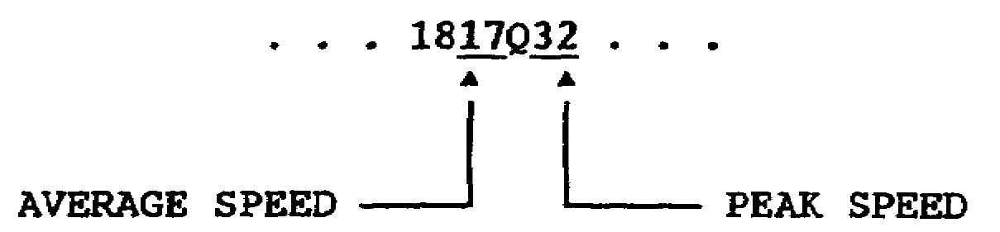 . . . 1817Q32 . . .
AVERAGE SPEED PEAK SPEED